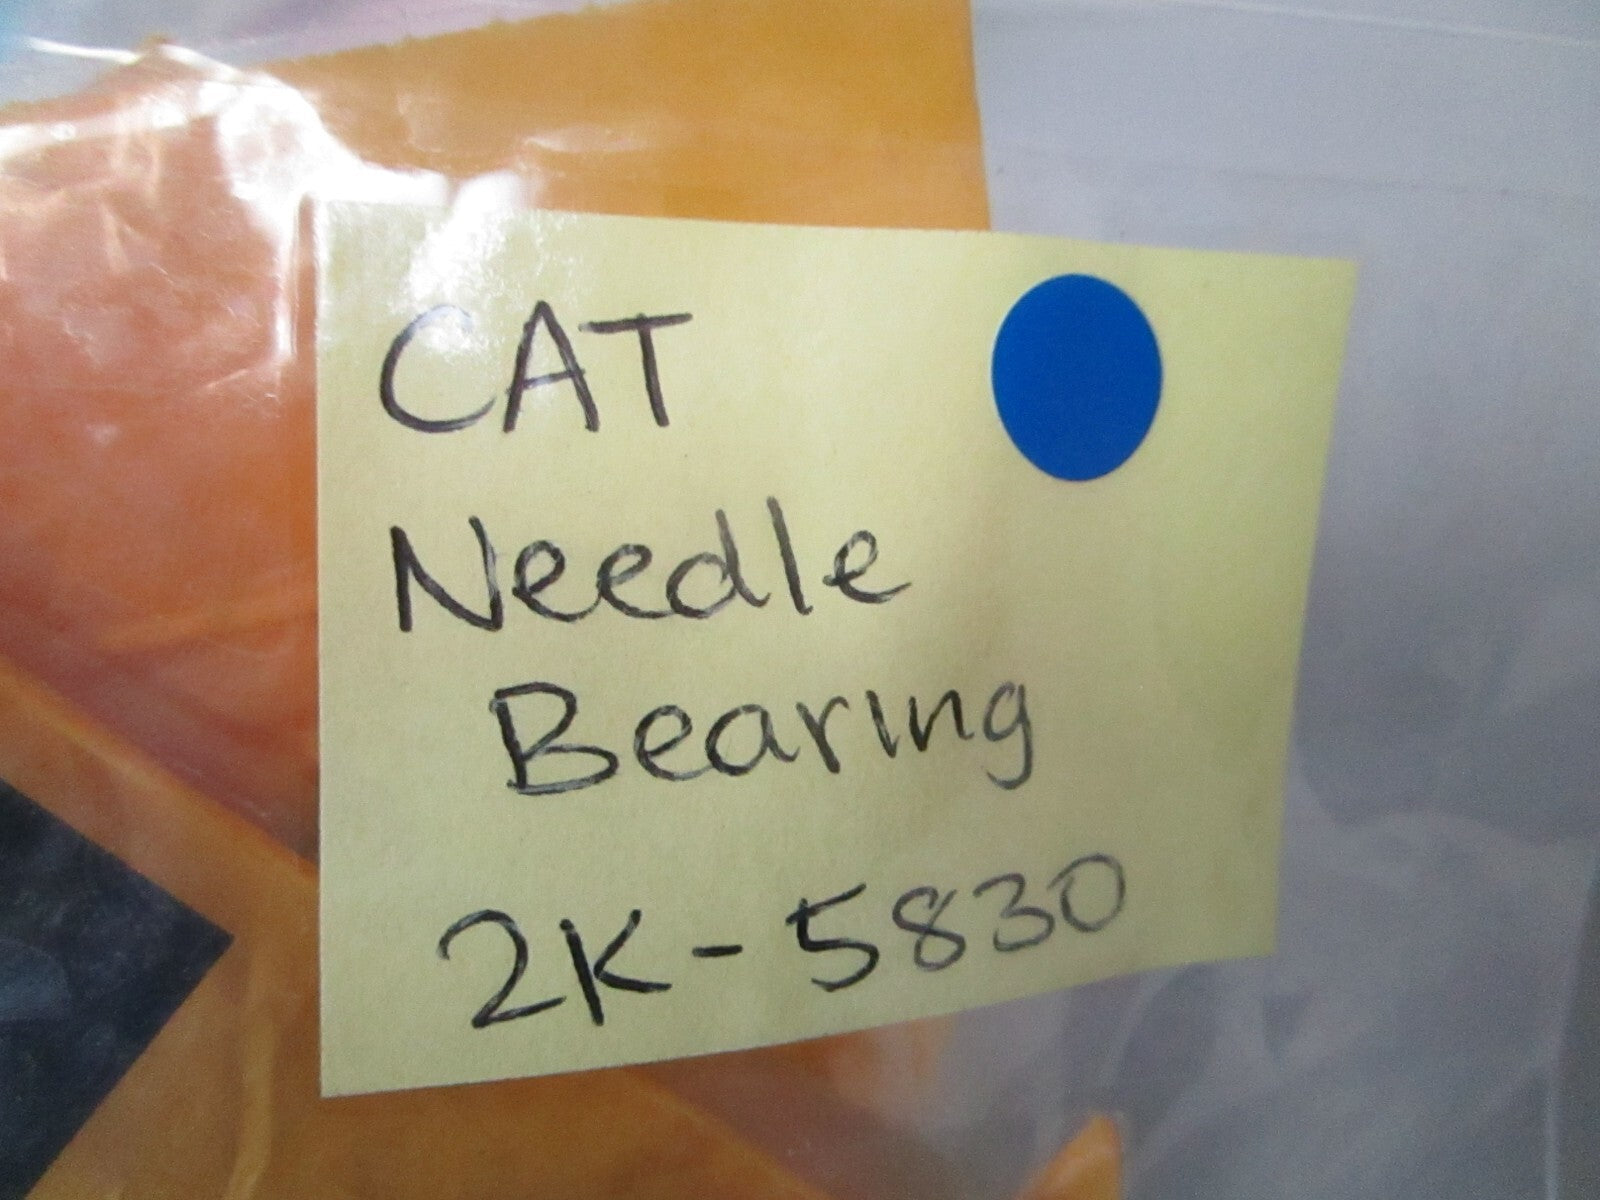 CAT
Needle
Bearing
2K-5830